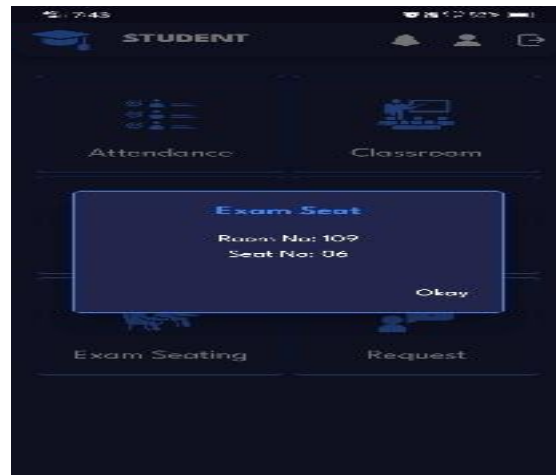 7:43
STUDENT
Attendance Classroom
Exam Seat
Room No: 109
Seat No: 06
Okay
Exam Seating Request